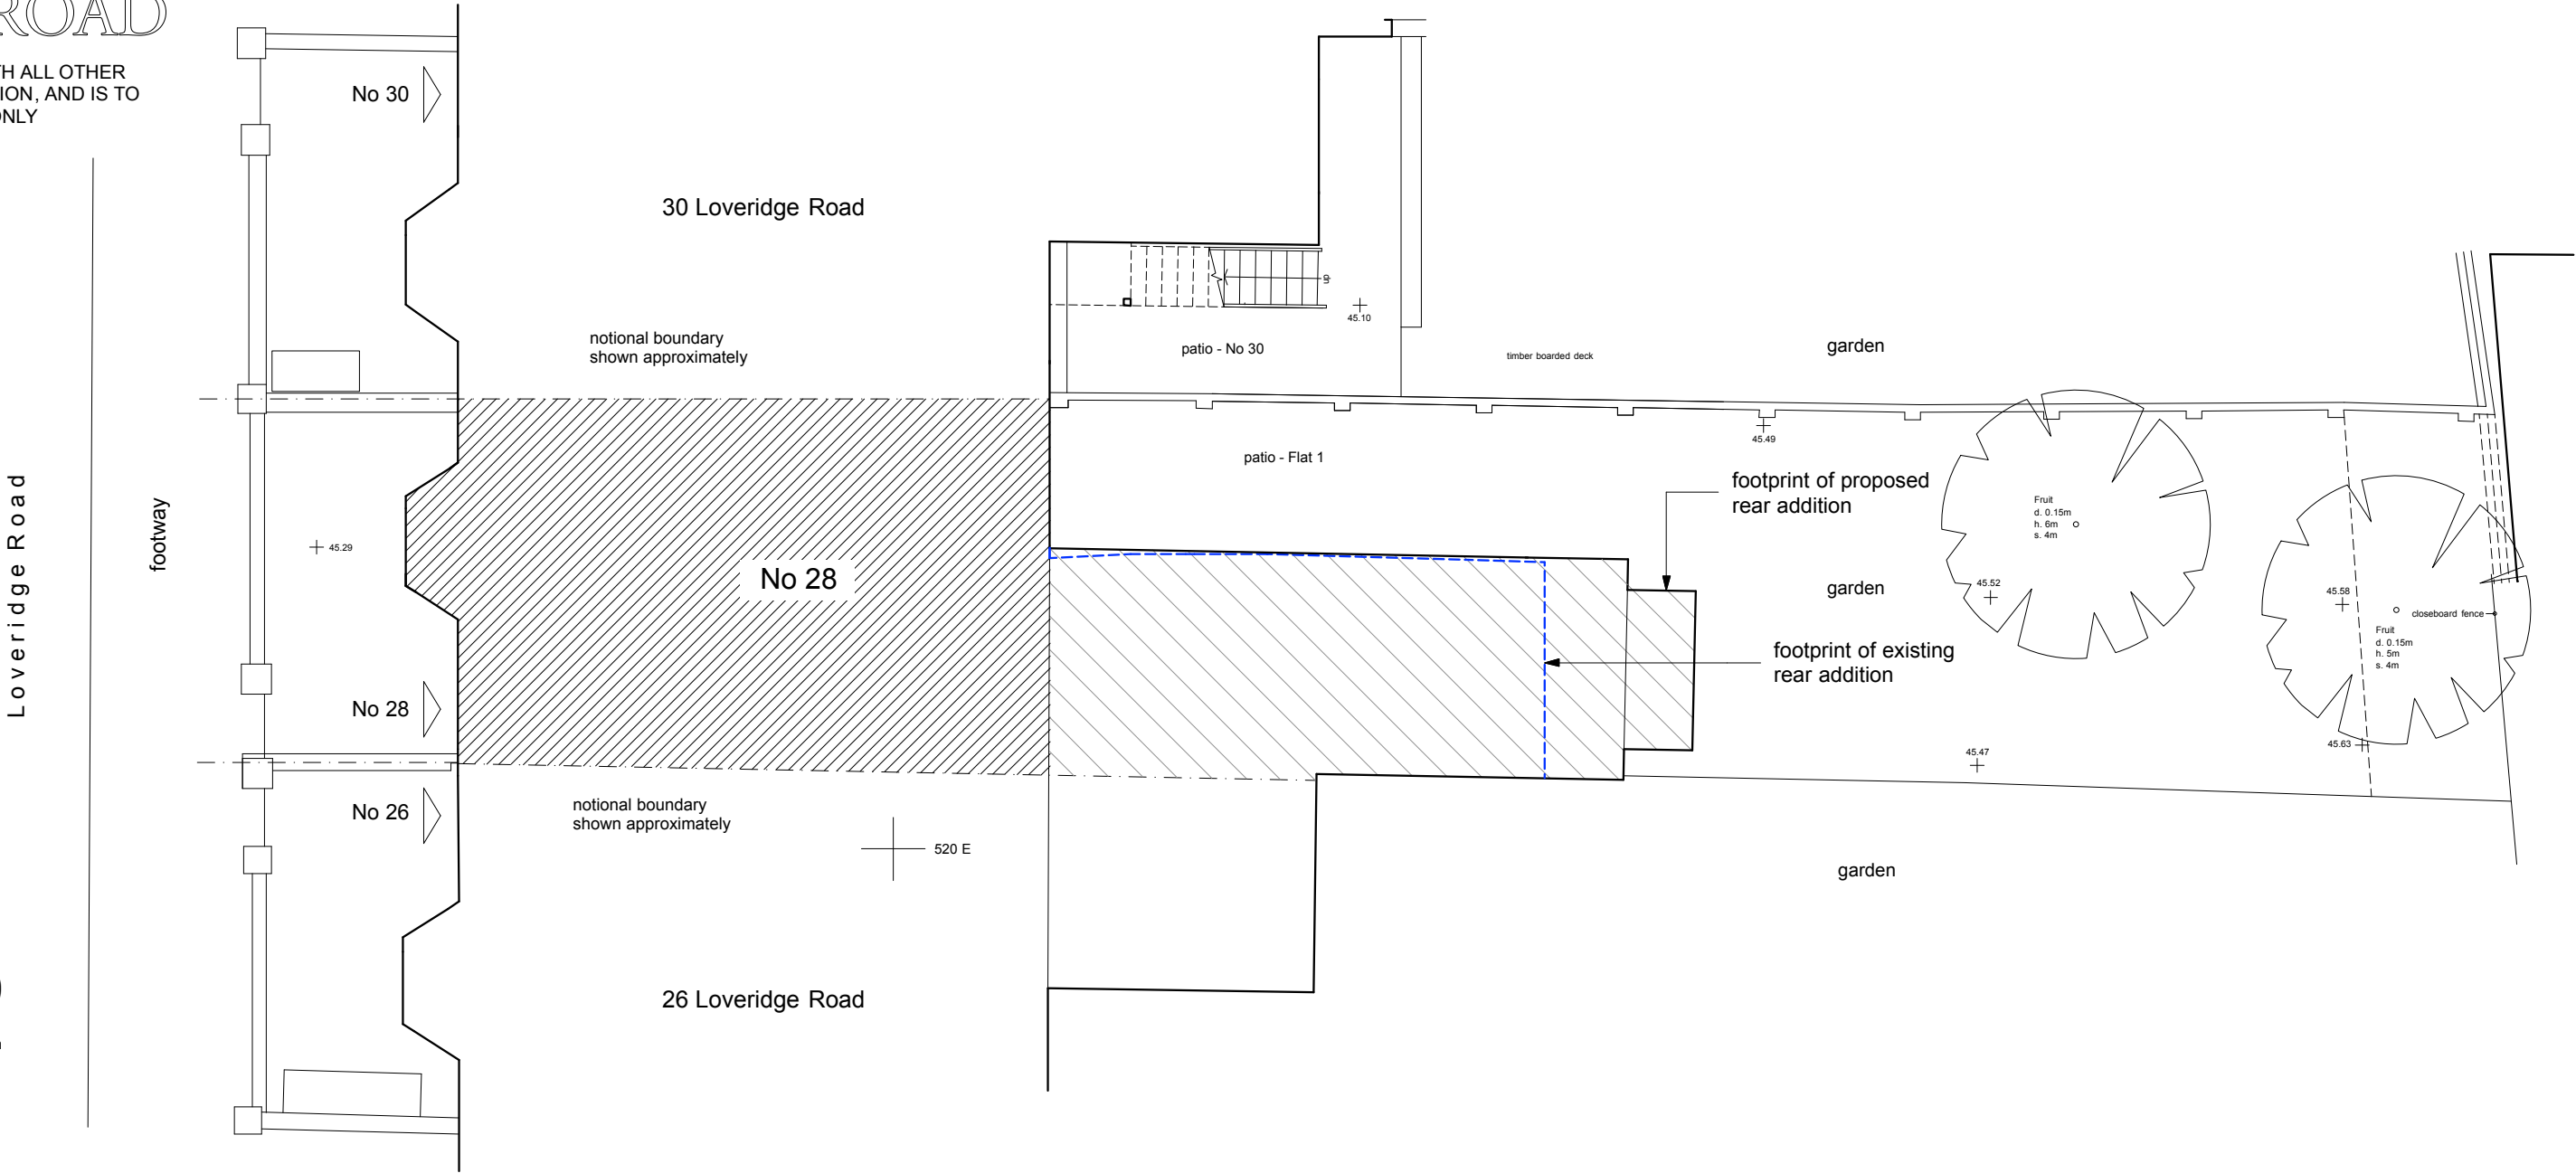 ROAD
ALL OTHER
AND IS TO
ONLY
No 30
30 Loveridge Road
notional boundary
shown approximately
up
45.10
patio - No 30
timber boarded deck
garden
45.49
patio - Flat 1
footprint of proposed
rear addition
Fruit
d. 0.15m
h. 6m
s. 4m
Loveridge Road
footway
45.29
No 28
45.52
garden
45.58
closeboard fence
Fruit
d. 0.15m
h. 5m
s. 4m
footprint of existing
rear addition
No 28
45.63
45.47
No 26
notional boundary
shown approximately
520 E
garden
26 Loveridge Road